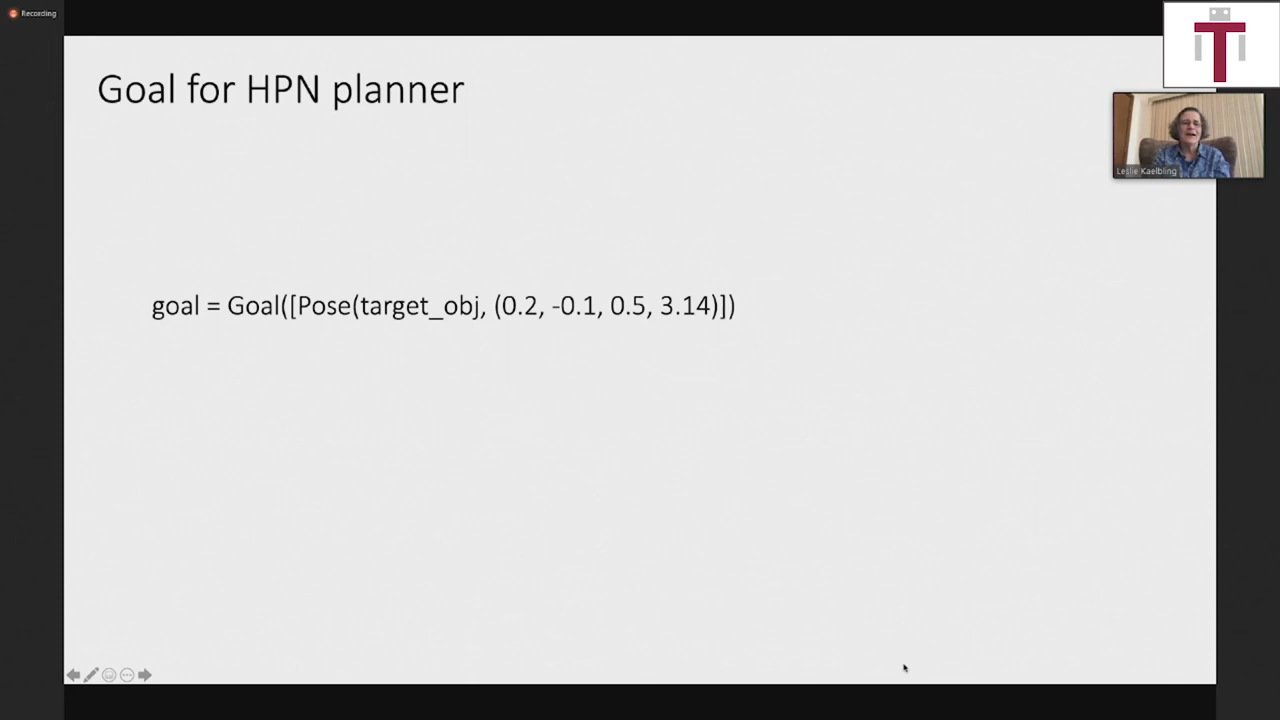 Recording
Goal for HPN planner
Leslie Kaelbling
goal = Goal([Pose(target_obj, (0.2, -0.1, 0.5, 3.14)])